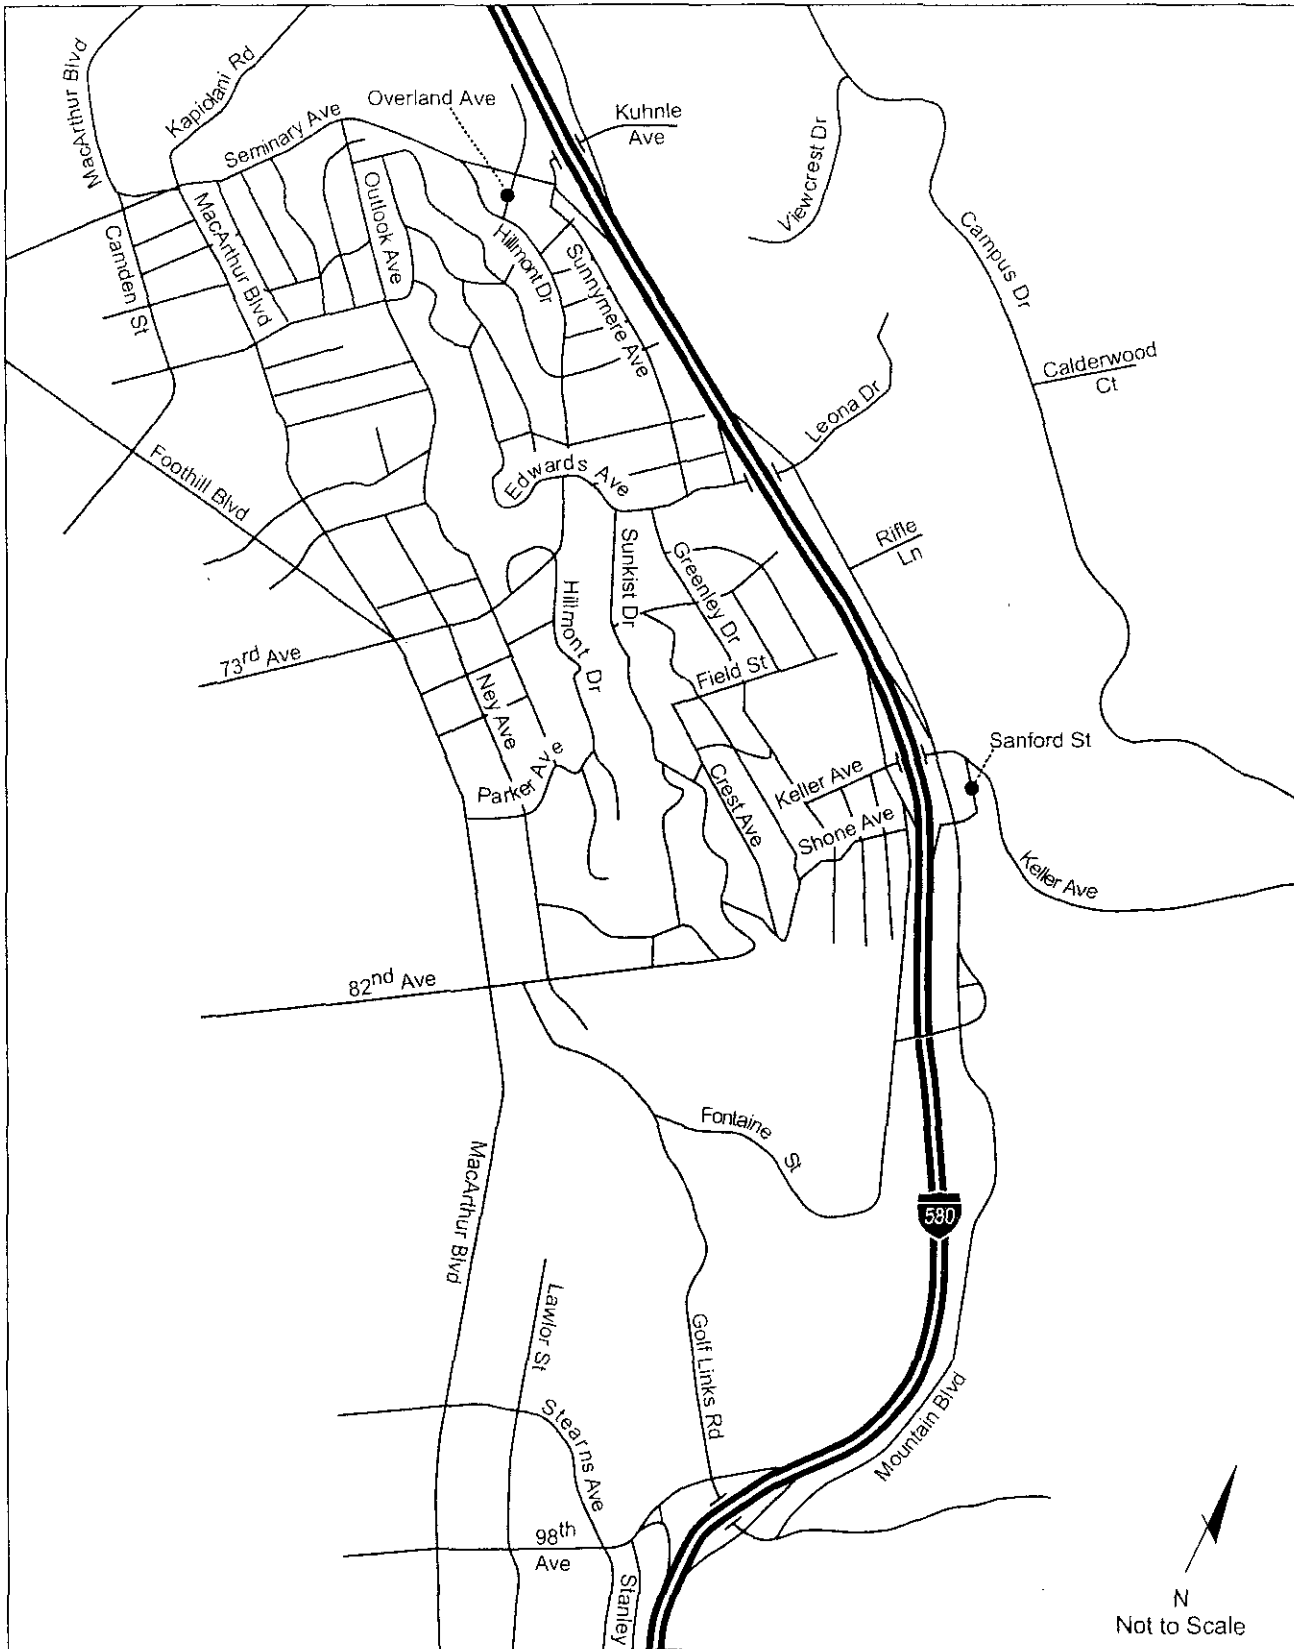 MacArthur Blvd
Kapiolani Rd
Seminary Ave
Overland Ave
Kuhnle
Ave
Viewcrest Dr
Campus Dr
Camden St
MacArthur Blvd
Outlook Ave
Hillmont Dr
Sunnymere Ave
Calderwood
Ct
Leona Dr
Foothill Blvd
Edwards Ave
Rifle
Ln
Sunkist Dr
Greenley Dr
Hillmont Dr
73rd Ave
Field St
Ney Ave
Sanford St
Parker Ave
Crest Ave
Keller Ave
Shone Ave
Keller Ave
82nd Ave
Fontaine St
MacArthur Blvd
580
Lawlor St
Golf Links Rd
Stearns Ave
Mountain Blvd
98th
Ave
Stanley
N
Not to Scale